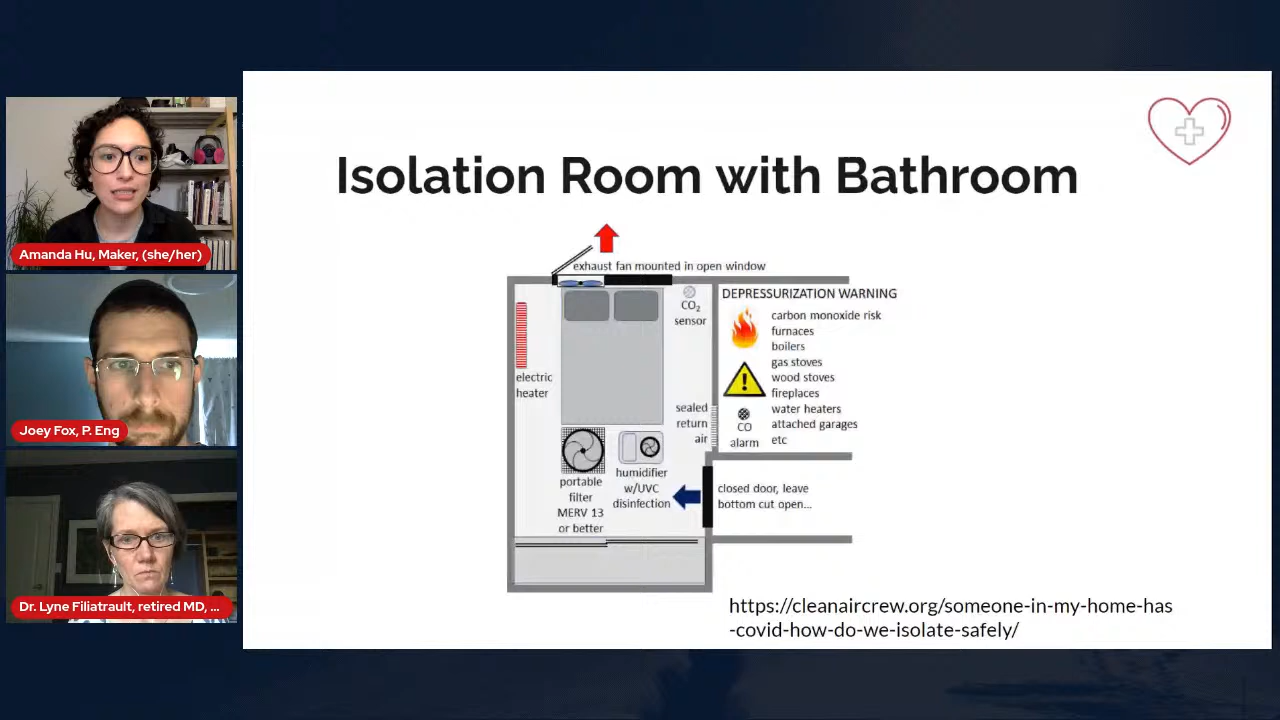 Isolation Room with Bathroom
exhaust fan mounted in open window
CO₂
sensor
electric
heater
sealed
return
air
portable
filter
MERV 13
or better
humidifier
w/UVC
disinfection
DEPRESSURIZATION WARNING
carbon monoxide risk
furnaces
boilers
gas stoves
wood stoves
fireplaces
water heaters
attached garages
etc
CO
alarm
closed door, leave
bottom cut open...
https://cleanaircrew.org/someone-in-my-home-has
-covid-how-do-we-isolate-safely/
Amanda Hu, Maker, (she/her)
Joey Fox, P. Eng
Dr. Lyne Filiatrault, retired MD, ...